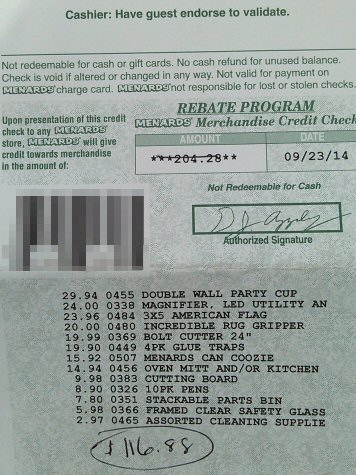 Cashier: Have guest endorse to validate.
Not redeemable for cash or gift cards. No cash refund for unused balance.
Check is void if altered or changed in any way. Not valid for payment on
MENARDS charge card. MENARDS not responsible for lost or stolen checks.
REBATE PROGRAM
MENARDS Merchandise Credit Check
Upon presentation of this credit
check to any MENARDS
store, MENARDS will give
credit towards merchandise
in the amount of:
AMOUNT DATE
***204.28** 09/23/14
Not Redeemable for Cash
Authorized Signature
29.94 0455 DOUBLE WALL PARTY CUP
24.00 0338 MAGNIFIER, LED UTILITY AN
23.96 0484 3X5 AMERICAN FLAG
20.00 0480 INCREDIBLE RUG GRIPPER
19.99 0369 BOLT CUTTER 24"
19.90 0449 4PK GLUE TRAPS
15.92 0507 MENARDS CAN COOZIE
14.94 0456 OVEN MITT AND/OR KITCHEN
9.98 0383 CUTTING BOARD
8.90 0326 10PK PENS
7.80 0351 STACKABLE PARTS BIN
5.98 0366 FRAMED CLEAR SAFETY GLASS
2.97 0465 ASSORTED CLEANING SUPPLIE
$116.88